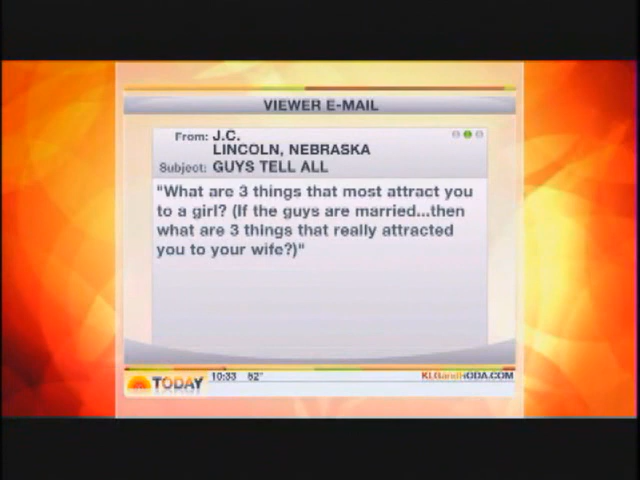 VIEWER E-MAIL
From: J.C.
LINCOLN, NEBRASKA
Subject: GUYS TELL ALL
"What are 3 things that most attract you
to a girl? (If the guys are married...then
what are 3 things that really attracted
you to your wife?)"
TODAY 10:33 62° KLGandHODA.COM